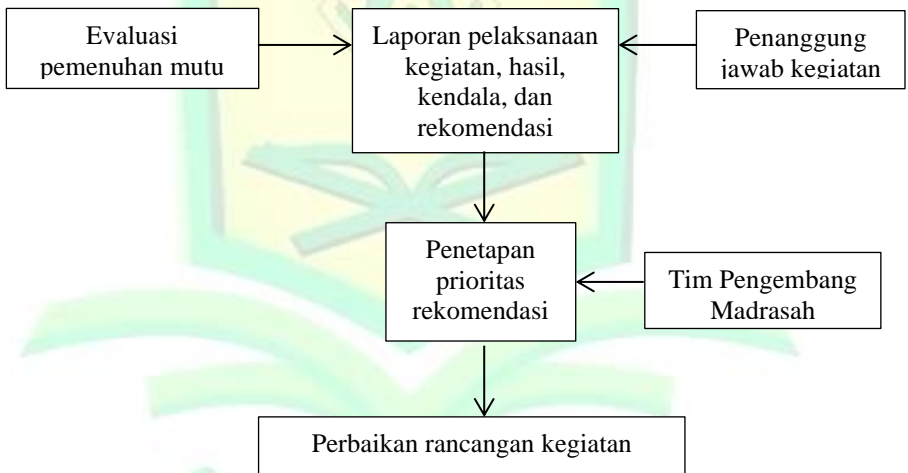 Evaluasi
pemenuhan mutu
Laporan pelaksanaan
kegiatan, hasil,
kendala, dan
rekomendasi
Penanggung
jawab kegiatan
Penetapan
prioritas
rekomendasi
Tim Pengembang
Madrasah
Perbaikan rancangan kegiatan